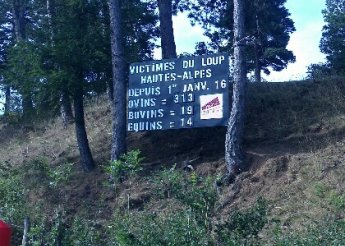 VICTIMES DU LOUP
HAUTES-ALPES
DEPUIS 1ER JANV. 16
OVINS = 313
BOVINS = 19
EQUINS = 14